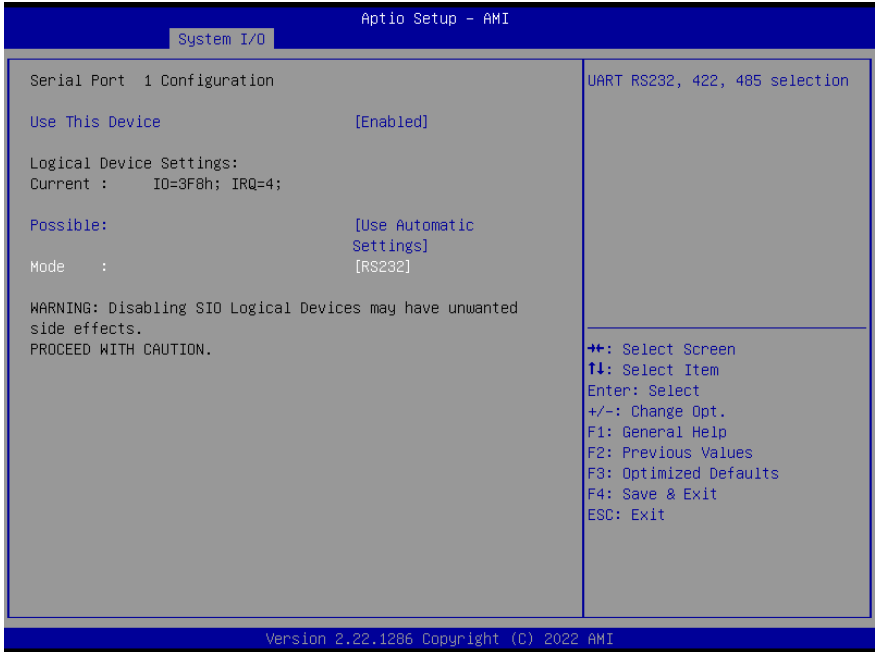 Aptio Setup – AMI
System I/O
Serial Port 1 Configuration
Use This Device [Enabled]
Logical Device Settings:
Current : IO=3F8h; IRQ=4;
Possible: [Use Automatic
Settings]
Mode : [RS232]
WARNING: Disabling SIO Logical Devices may have unwanted
side effects.
PROCEED WITH CAUTION.
UART RS232, 422, 485 selection
→←: Select Screen
↑↓: Select Item
Enter: Select
+/-: Change Opt.
F1: General Help
F2: Previous Values
F3: Optimized Defaults
F4: Save & Exit
ESC: Exit
Version 2.22.1286 Copyright (C) 2022 AMI